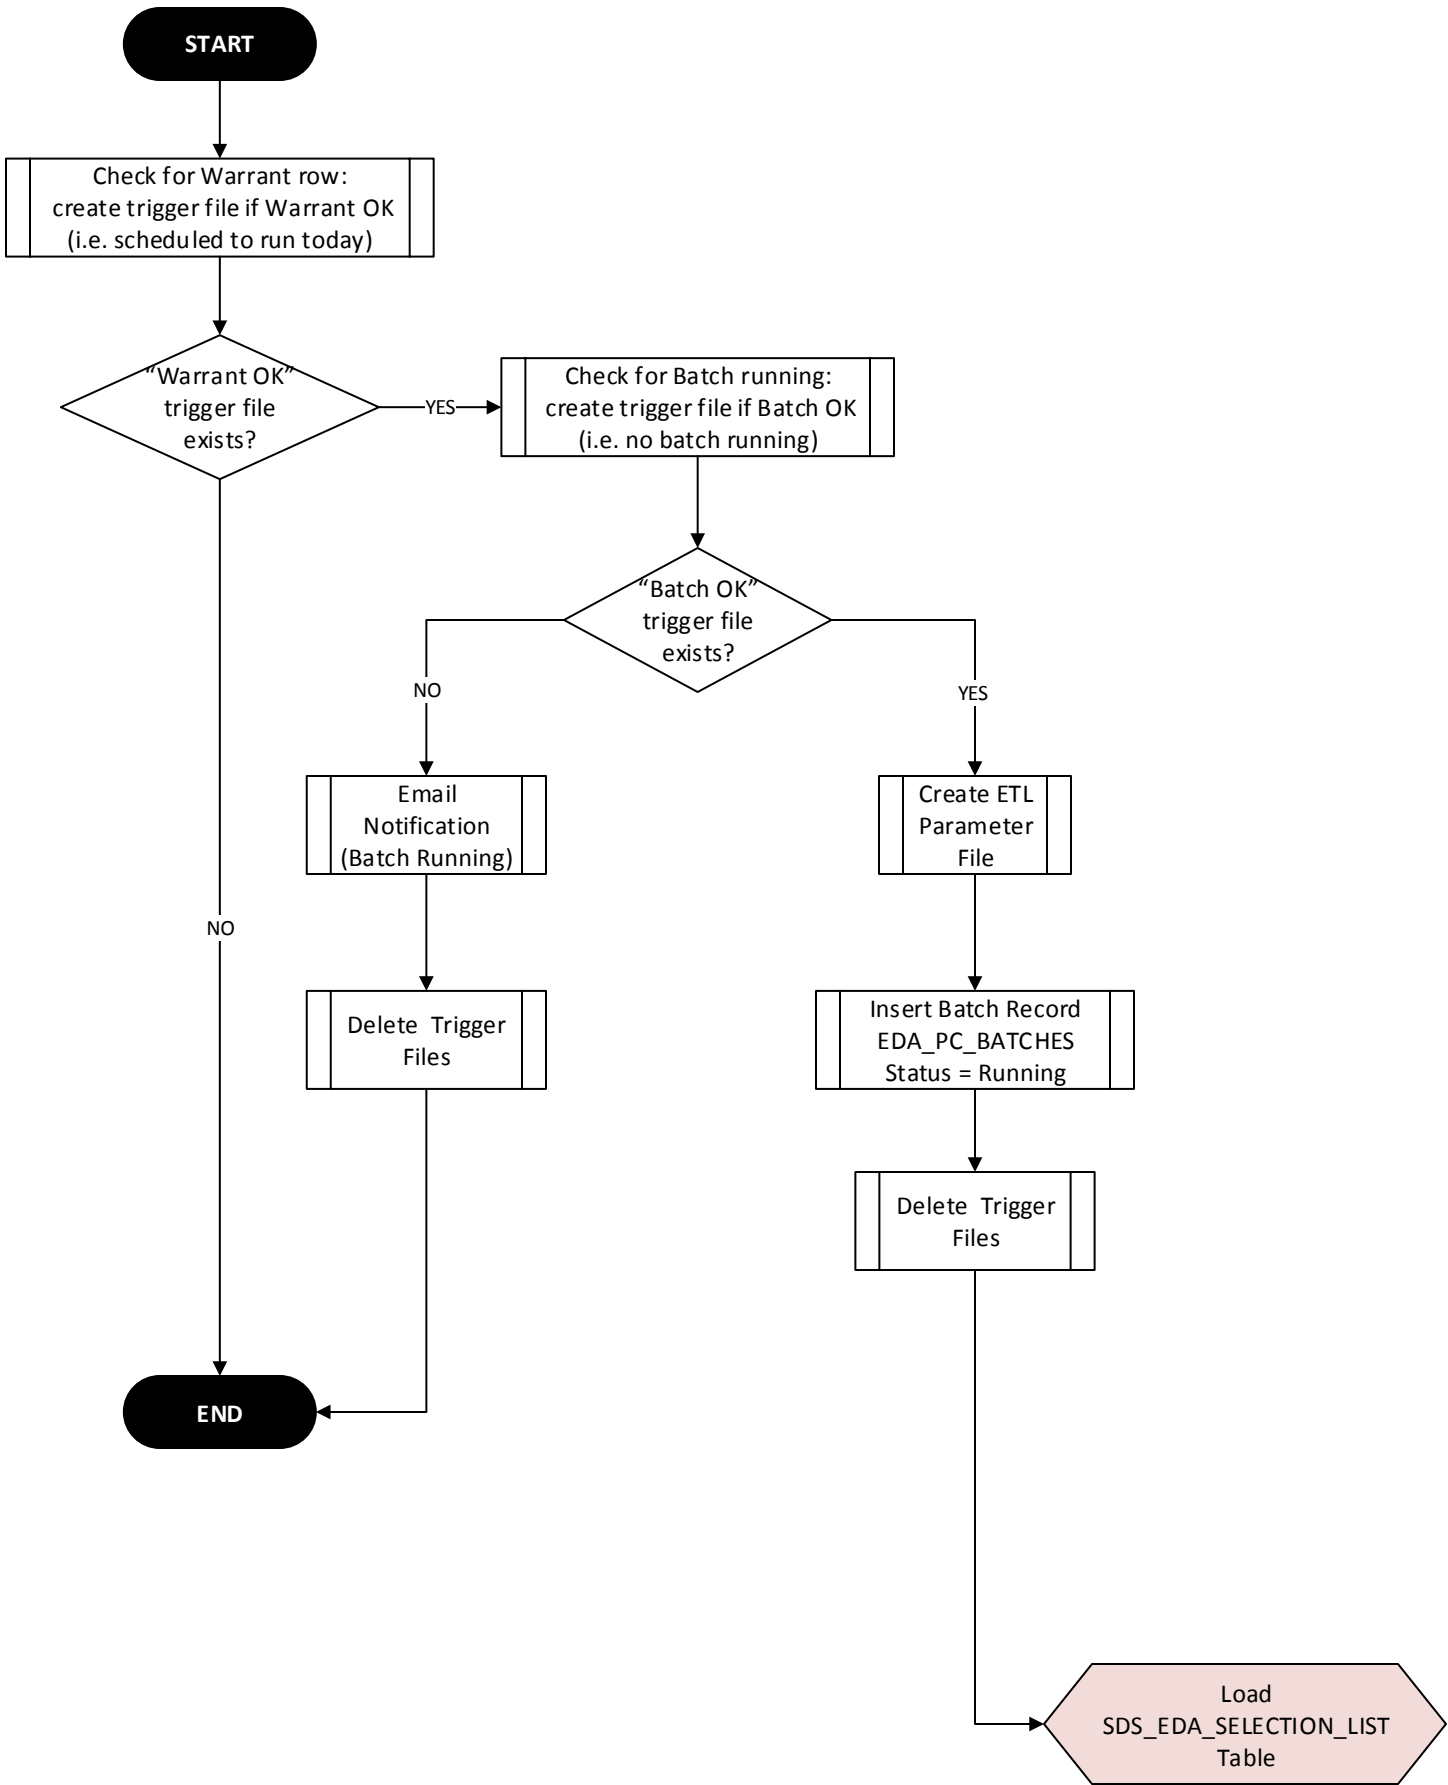 START
Check for Warrant row:
create trigger file if Warrant OK
(i.e. scheduled to run today)
“Warrant OK”
trigger file
exists?
YES
Check for Batch running:
create trigger file if Batch OK
(i.e. no batch running)
“Batch OK”
trigger file
exists?
NO
YES
Email
Notification
(Batch Running)
Create ETL
Parameter
File
NO
Delete Trigger
Files
Insert Batch Record
EDA_PC_BATCHES
Status = Running
Delete Trigger
Files
END
Load
SDS_EDA_SELECTION_LIST
Table